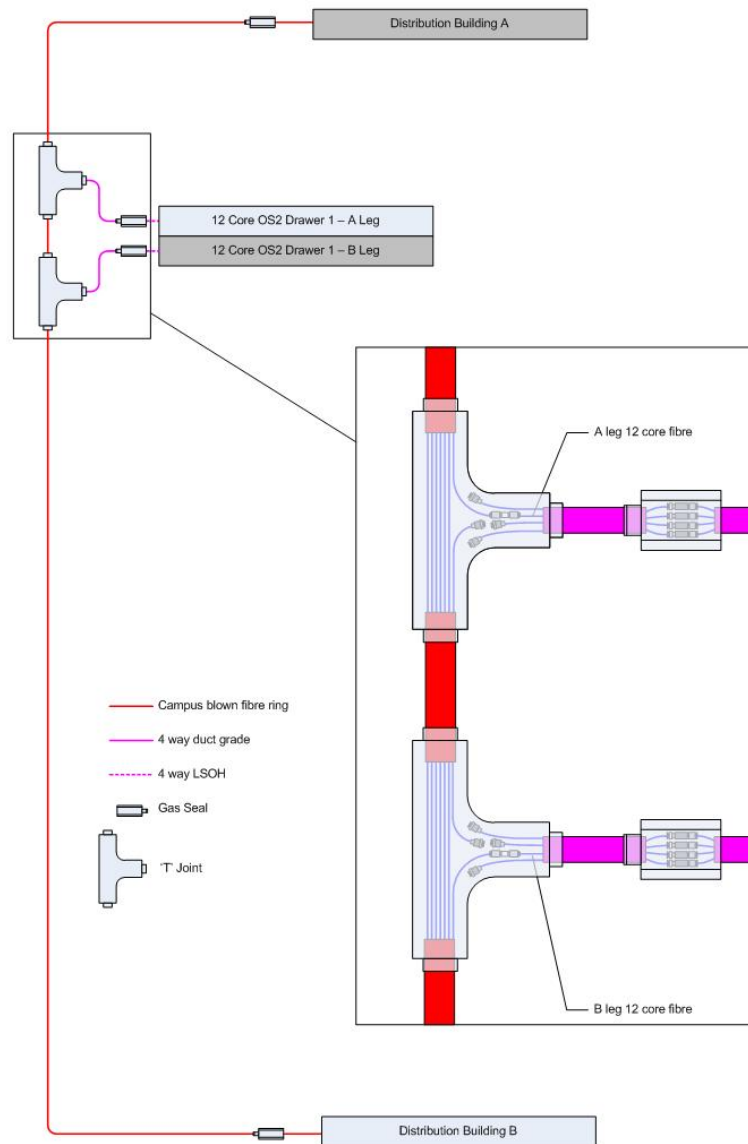 Distribution Building A
12 Core OS2 Drawer 1 – A Leg
12 Core OS2 Drawer 1 – B Leg
A leg 12 core fibre
Campus blown fibre ring
4 way duct grade
4 way LSOH
Gas Seal
'T' Joint
B leg 12 core fibre
Distribution Building B